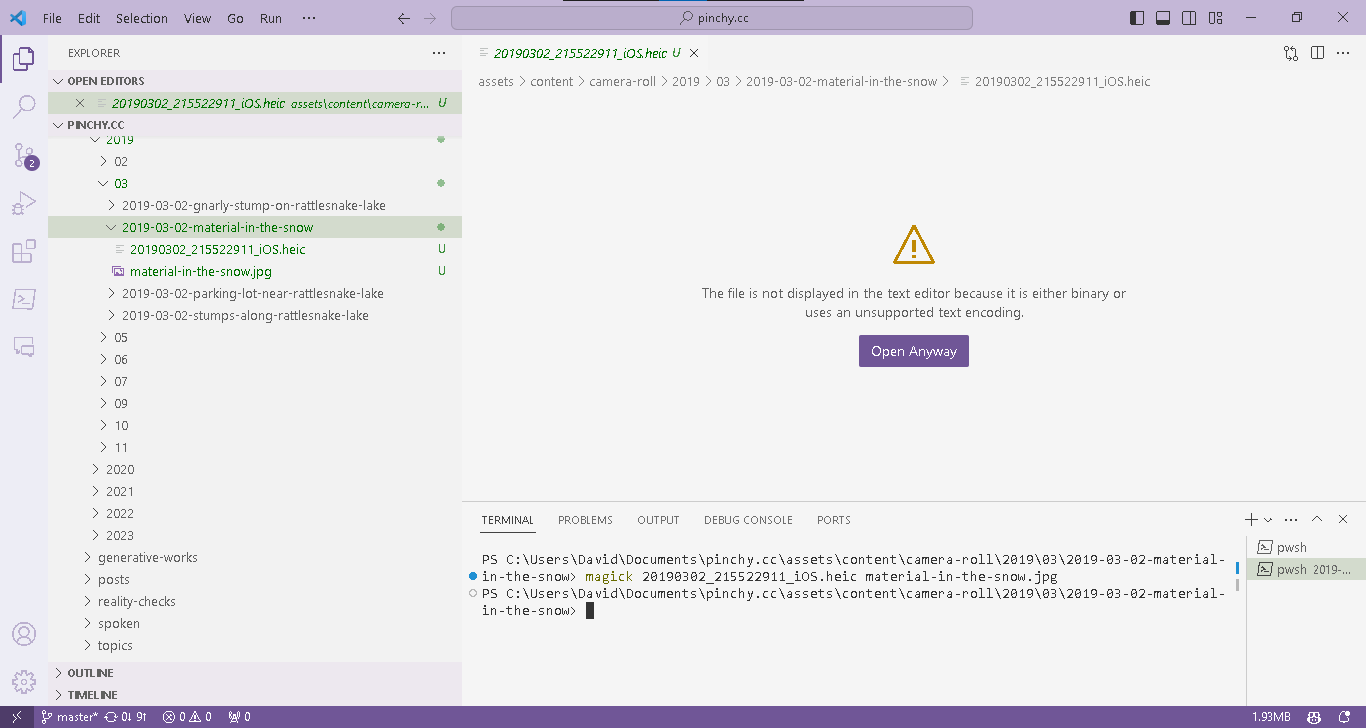 File Edit Selection View Go Run ··· pinchy.cc
EXPLORER
OPEN EDITORS
20190302_215522911_iOS.heic assets\content\camera-r... U
PINCHY.CC
2019
02
03
2019-03-02-gnarly-stump-on-rattlesnake-lake
2019-03-02-material-in-the-snow
20190302_215522911_iOS.heic U
material-in-the-snow.jpg U
2019-03-02-parking-lot-near-rattlesnake-lake
2019-03-02-stumps-along-rattlesnake-lake
05
06
07
09
10
11
2020
2021
2022
2023
generative-works
posts
reality-checks
spoken
topics
OUTLINE
TIMELINE
2
20190302_215522911_iOS.heic U
assets > content > camera-roll > 2019 > 03 > 2019-03-02-material-in-the-snow > 20190302_215522911_iOS.heic
The file is not displayed in the text editor because it is either binary or
uses an unsupported text encoding.
Open Anyway
TERMINAL PROBLEMS OUTPUT DEBUG CONSOLE PORTS
PS C:\Users\David\Documents\pinchy.cc\assets\content\camera-roll\2019\03\2019-03-02-material-
in-the-snow> magick 20190302_215522911_iOS.heic material-in-the-snow.jpg
PS C:\Users\David\Documents\pinchy.cc\assets\content\camera-roll\2019\03\2019-03-02-material-
in-the-snow>
pwsh
pwsh 2019-...
master* 0↓ 9↑ 0 0 0 1.93MB